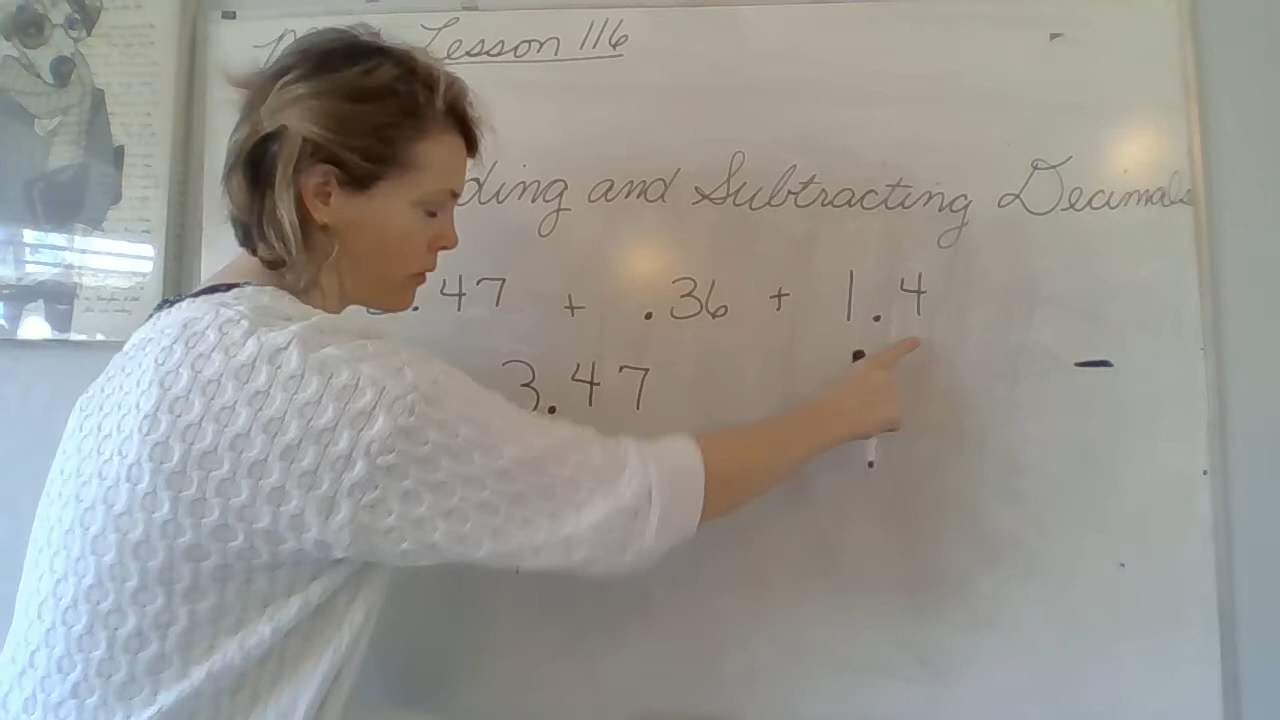 Lesson 116
ding and Subtracting Decimals
.47 + .36 + 1.4
3.47